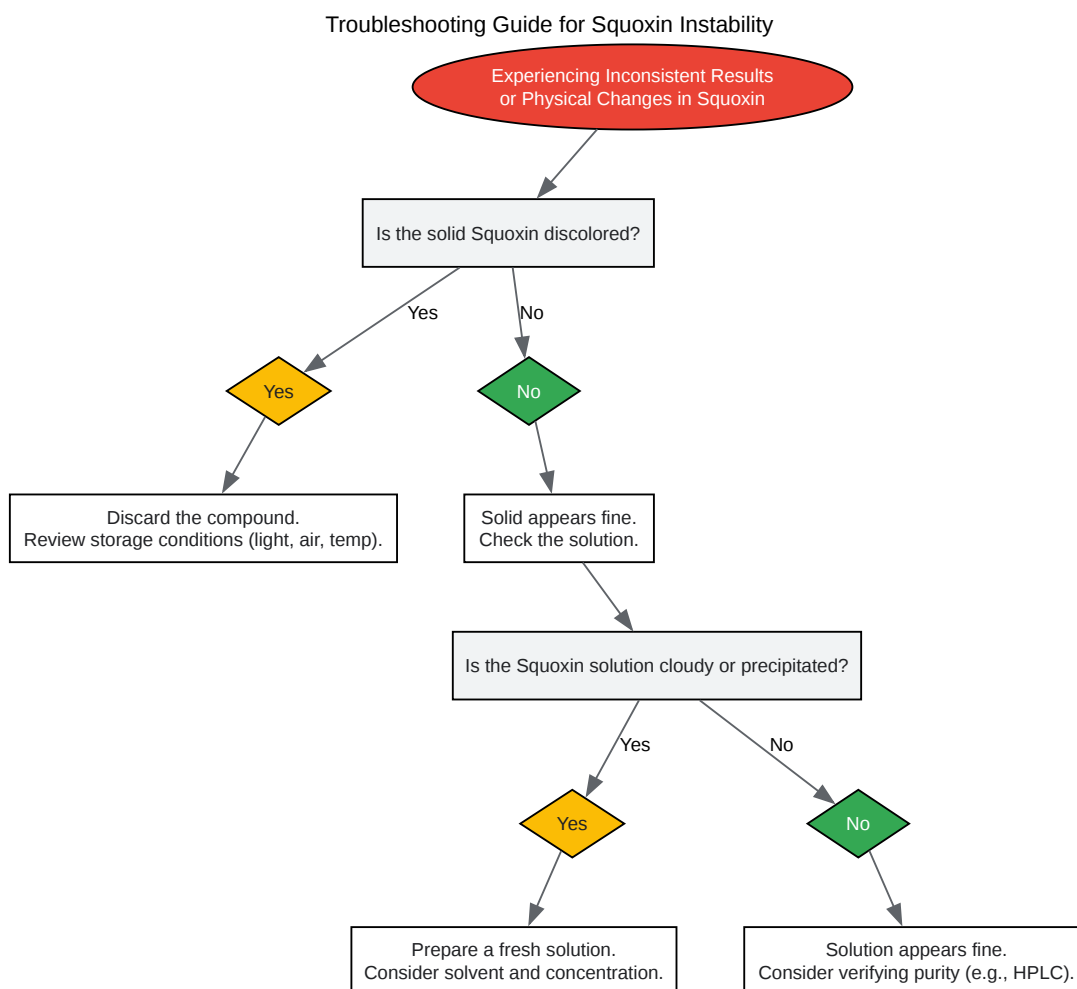 Troubleshooting Guide for Squoxin Instability
Experiencing Inconsistent Results
or Physical Changes in Squoxin
Is the solid Squoxin discolored?
Yes
No
Yes
No
Discard the compound.
Review storage conditions (light, air, temp).
Solid appears fine.
Check the solution.
Is the Squoxin solution cloudy or precipitated?
Yes
No
Yes
No
Prepare a fresh solution.
Consider solvent and concentration.
Solution appears fine.
Consider verifying purity (e.g., HPLC).